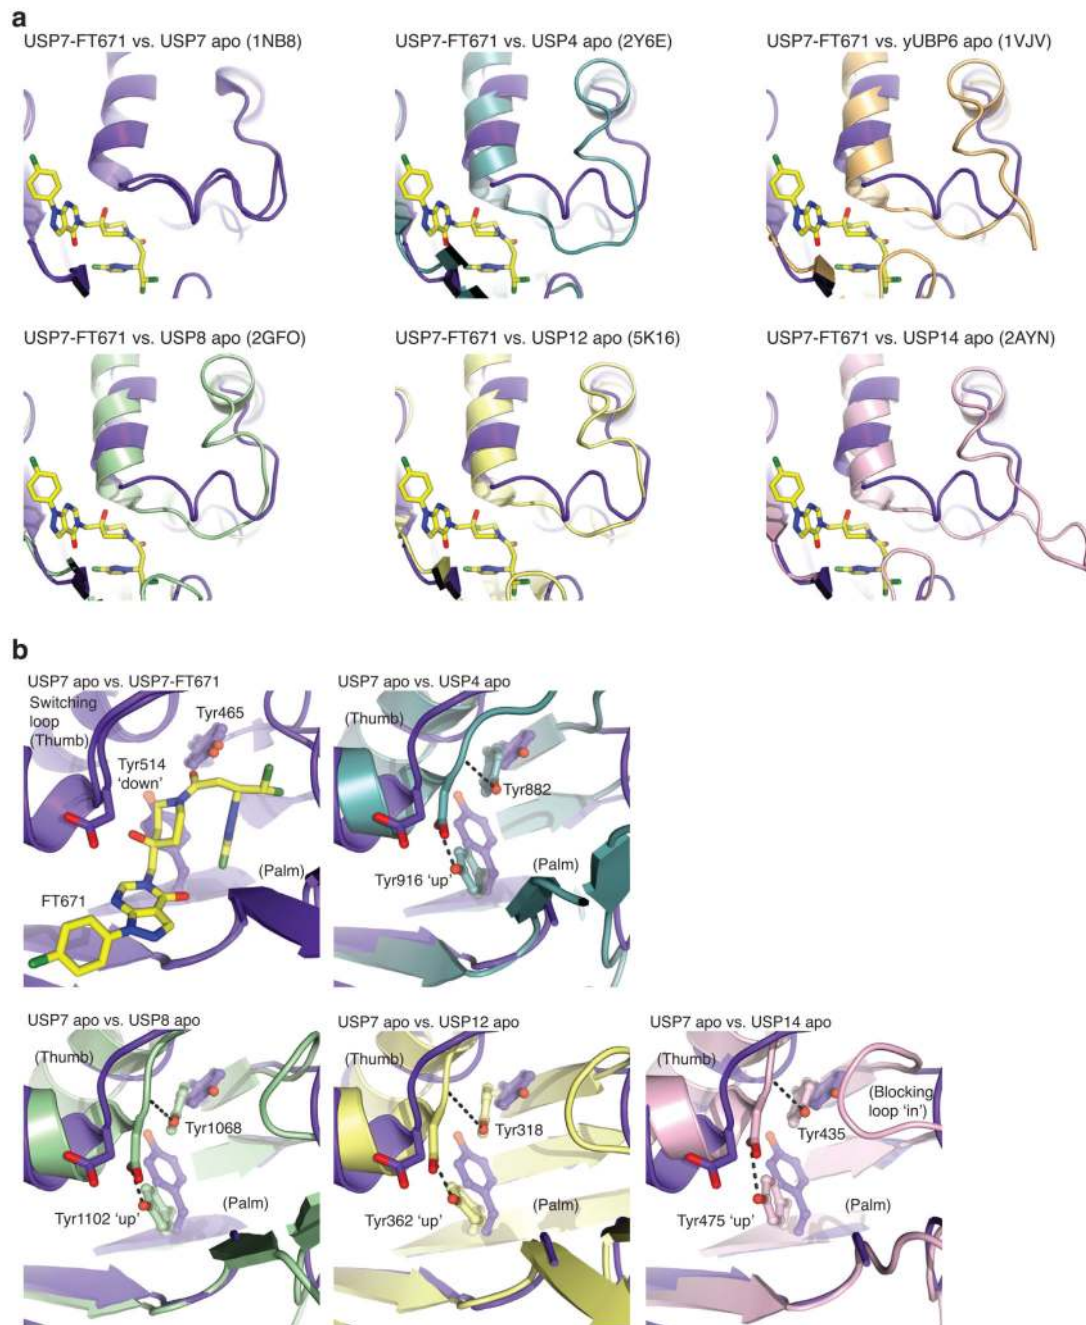 a
USP7-FT671 vs. USP7 apo (1NB8)
USP7-FT671 vs. USP4 apo (2Y6E)
USP7-FT671 vs. yUBP6 apo (1VJV)
USP7-FT671 vs. USP8 apo (2GFO)
USP7-FT671 vs. USP12 apo (5K16)
USP7-FT671 vs. USP14 apo (2AYN)
b
USP7 apo vs. USP7-FT671
Switching
loop
(Thumb)
Tyr465
Tyr514
‘down’
(Palm)
FT671
USP7 apo vs. USP4 apo
(Thumb)
Tyr882
Tyr916 ‘up’
(Palm)
USP7 apo vs. USP8 apo
(Thumb)
Tyr1068
Tyr1102 ‘up’
(Palm)
USP7 apo vs. USP12 apo
(Thumb)
Tyr318
Tyr362 ‘up’
(Palm)
USP7 apo vs. USP14 apo
(Thumb)
(Blocking
loop ‘in’)
Tyr435
Tyr475 ‘up’
(Palm)